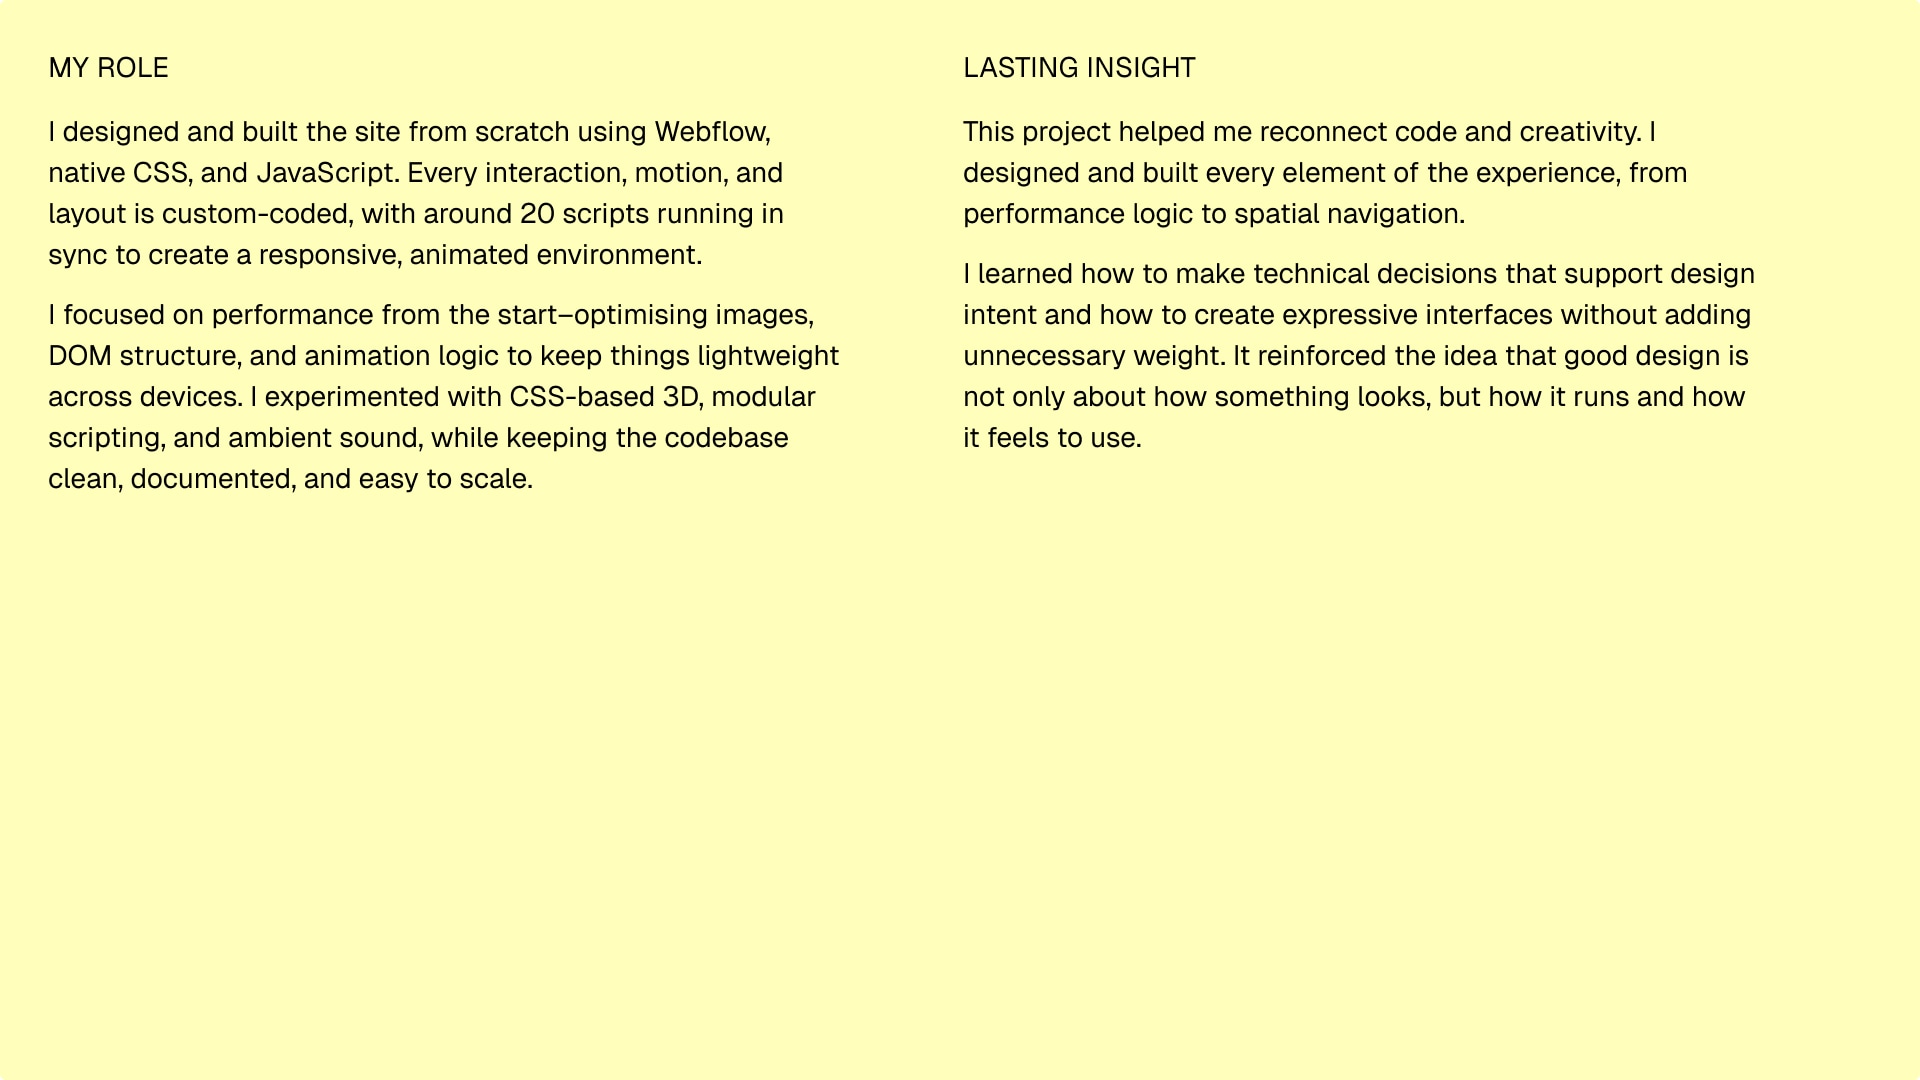 MY ROLE
I designed and built the site from scratch using Webflow,
native CSS, and JavaScript. Every interaction, motion, and
layout is custom-coded, with around 20 scripts running in
sync to create a responsive, animated environment.
I focused on performance from the start–optimising images,
DOM structure, and animation logic to keep things lightweight
across devices. I experimented with CSS-based 3D, modular
scripting, and ambient sound, while keeping the codebase
clean, documented, and easy to scale.
LASTING INSIGHT
This project helped me reconnect code and creativity. I
designed and built every element of the experience, from
performance logic to spatial navigation.
I learned how to make technical decisions that support design
intent and how to create expressive interfaces without adding
unnecessary weight. It reinforced the idea that good design is
not only about how something looks, but how it runs and how
it feels to use.